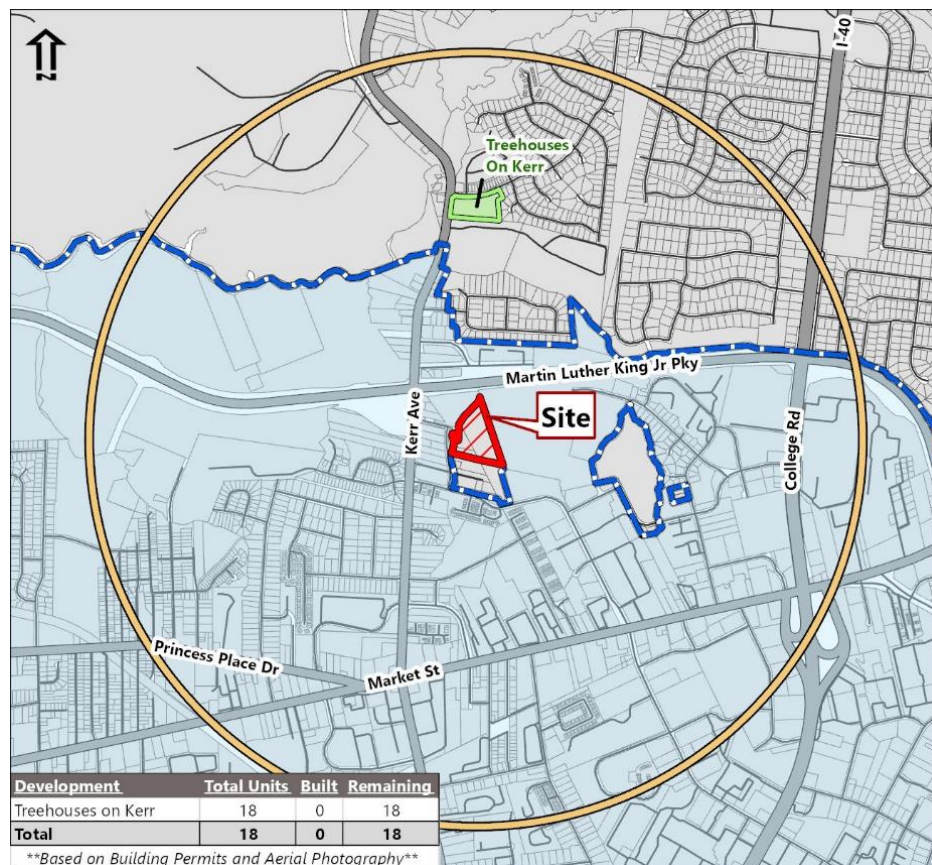 N
I-40
Treehouses
On Kerr
Martin Luther King Jr Pky
Site
Kerr Ave
College Rd
Princess Place Dr
Market St
Development Total Units Built Remaining
Treehouses on Kerr 18 0 18
Total 18 0 18
**Based on Building Permits and Aerial Photography**